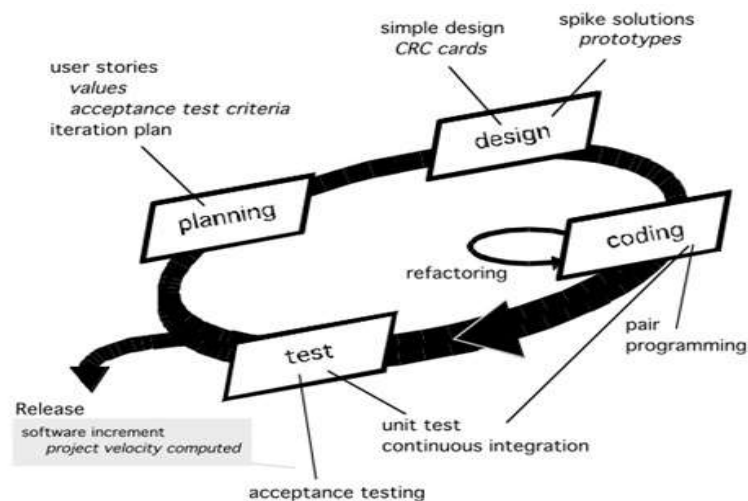 simple design
CRC cards
spike solutions
prototypes
user stories
values
acceptance test criteria
iteration plan
design
planning
coding
refactoring
test
pair
programming
Release
software increment
project velocity computed
unit test
continuous integration
acceptance testing